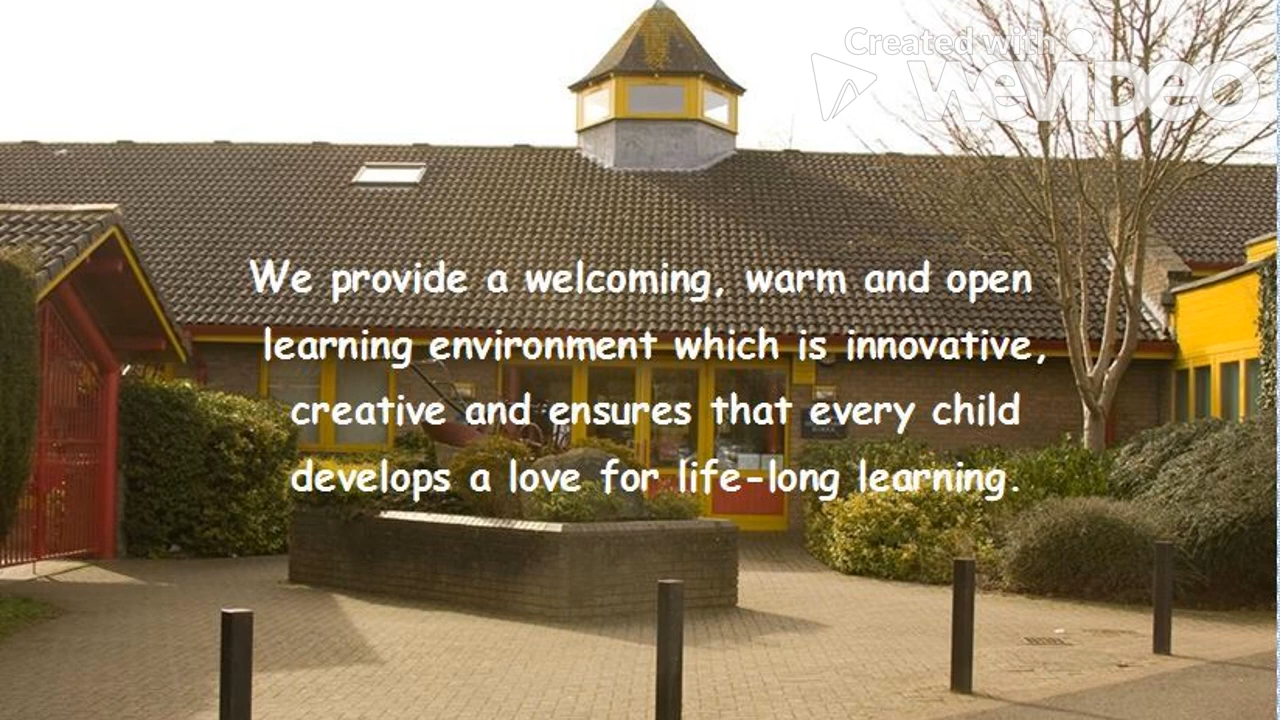 Created with
WEVIDEO
We provide a welcoming, warm and open
learning environment which is innovative,
creative and ensures that every child
develops a love for life-long learning.